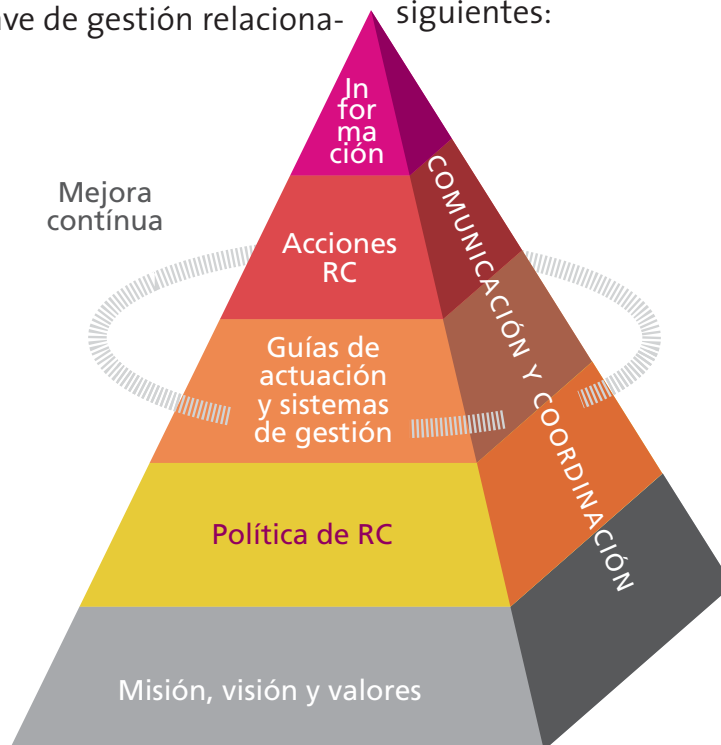 ave de gestión relaciona-
siguientes:
In
for
ma
ción
Mejora
contínua
Acciones
RC
Guías de
actuación
y sistemas
de gestión
COMUNICACIÓN Y COORDINACIÓN
Política de RC
Misión, visión y valores